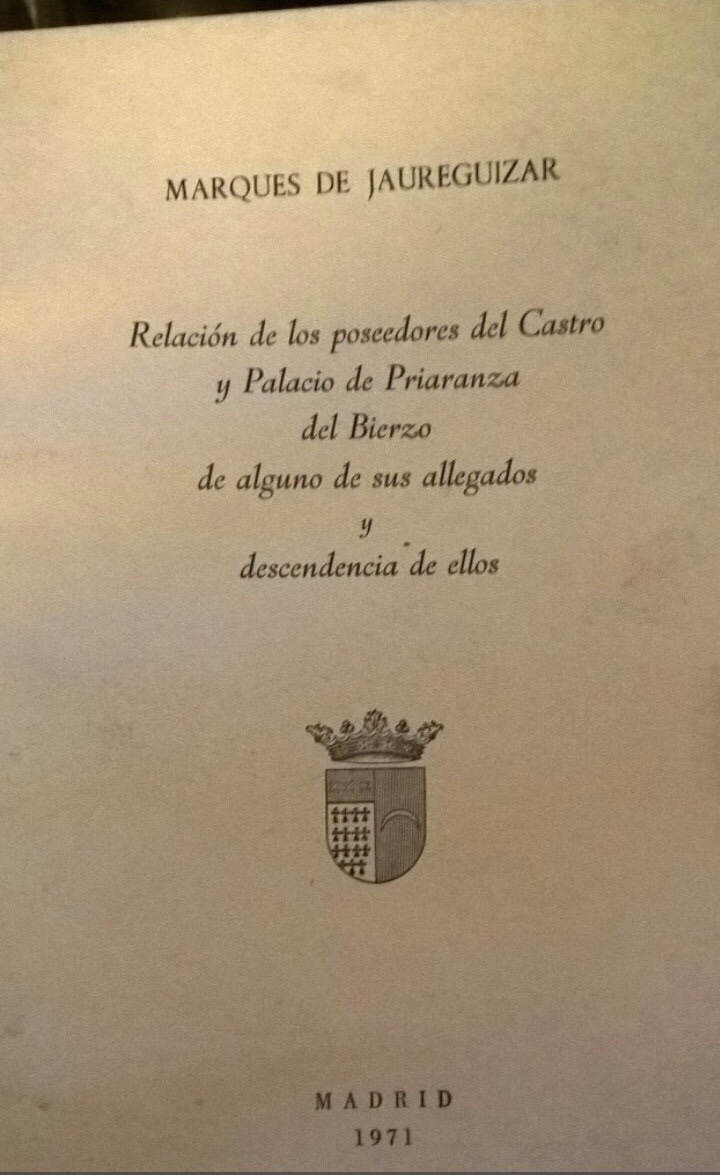 MARQUES DE JAUREGUIZAR
Relación de los poseedores del Castro
y Palacio de Priaranza
del Bierzo
de alguno de sus allegados
y
descendencia de ellos
MADRID
1971